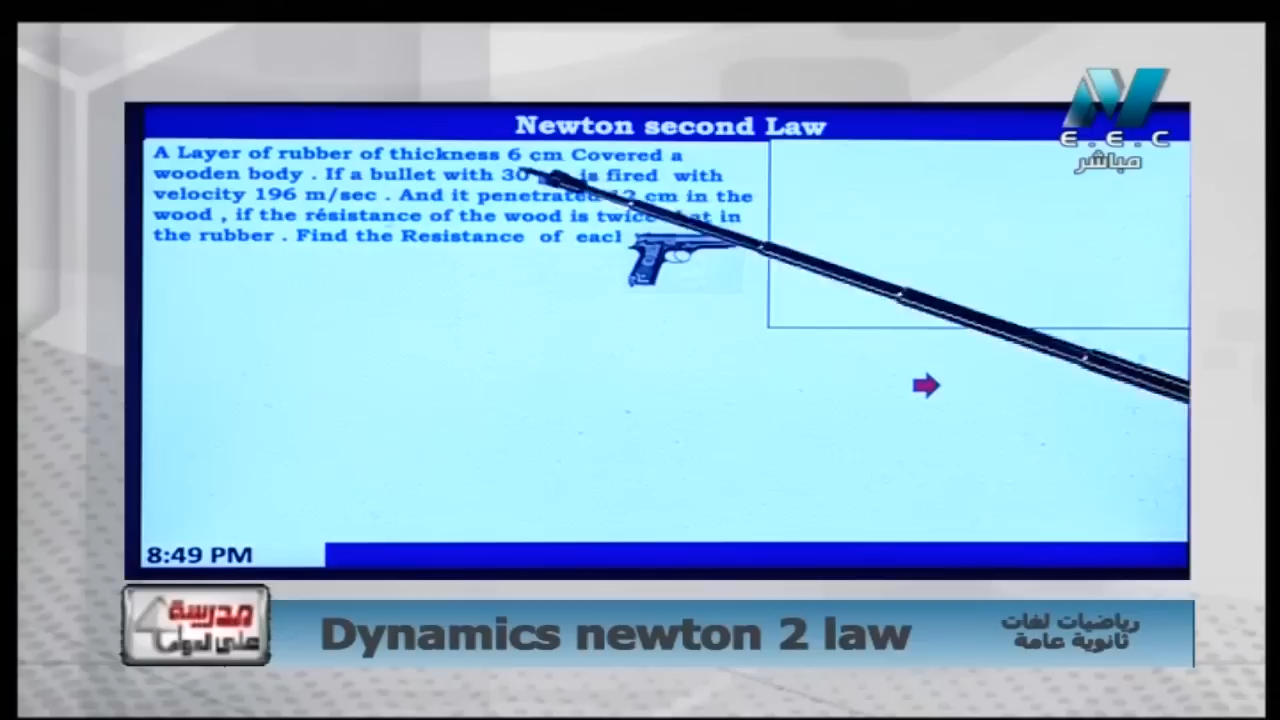 Newton second Law
E.E.C
مباشر
A Layer of rubber of thickness 6 cm Covered a
wooden body . If a bullet with 30 is fired with
velocity 196 m/sec . And it penetrated 12 cm in the
wood , if the résistance of the wood is twice in
the rubber . Find the Resistance of
8:49 PM
مدرسة
على الهواء
Dynamics newton 2 law
رياضيات لغات
ثانوية عامة